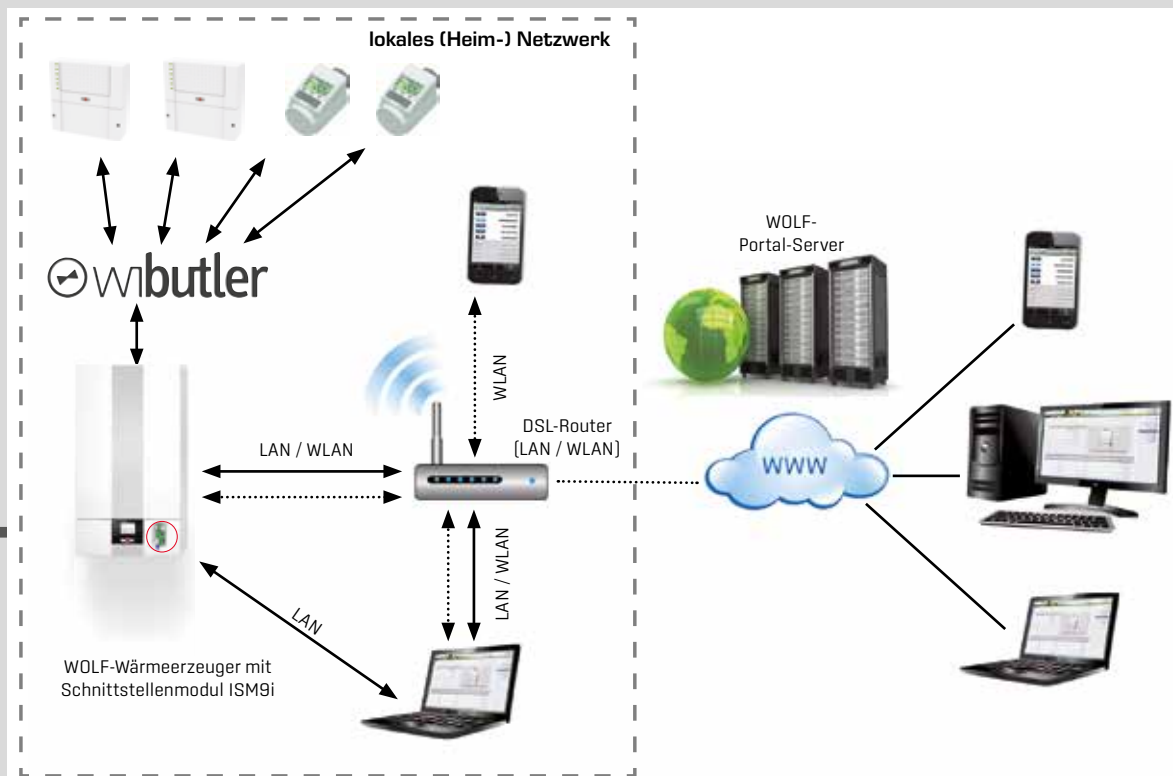 lokales (Heim-) Netzwerk
WOLF-
Portal-Server
wibutler
WLAN
DSL-Router
(LAN / WLAN)
LAN / WLAN
WWW
LAN / WLAN
LAN
WOLF-Wärmeerzeuger mit
Schnittstellenmodul ISM9i